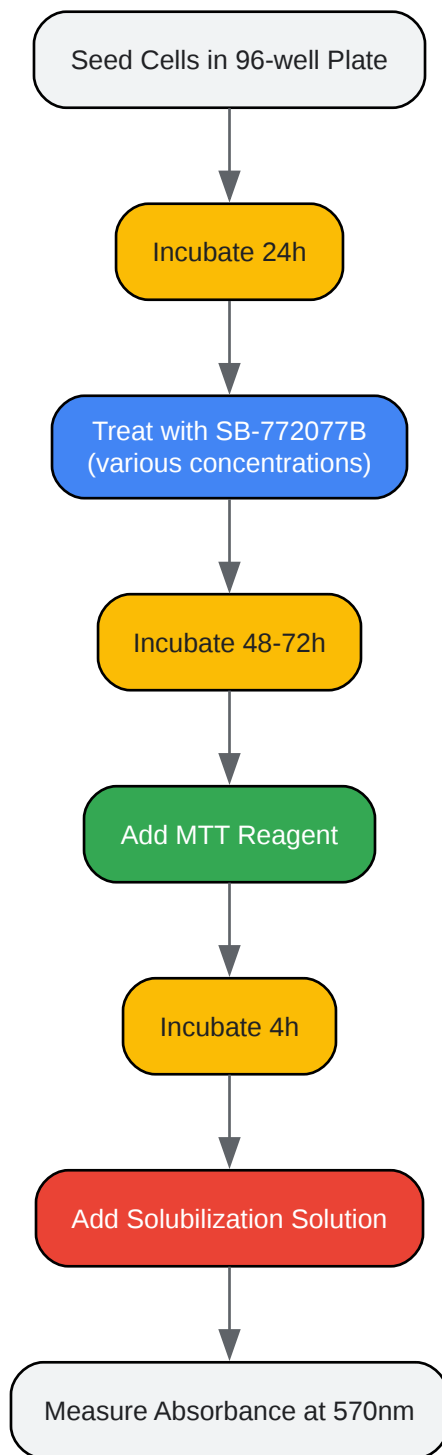 Seed Cells in 96-well Plate
Incubate 24h
Treat with SB-772077B
(various concentrations)
Incubate 48-72h
Add MTT Reagent
Incubate 4h
Add Solubilization Solution
Measure Absorbance at 570nm